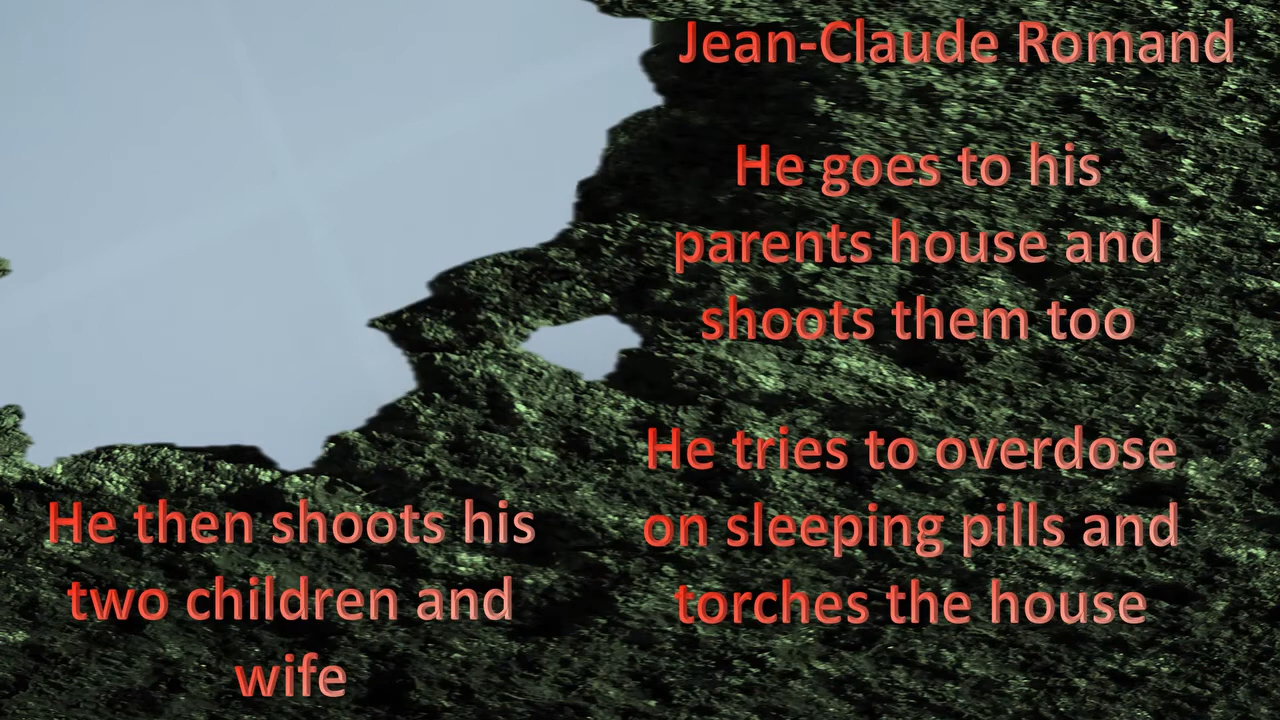 Jean-Claude Romand
He goes to his
parents house and
shoots them too
He tries to overdose
on sleeping pills and
torches the house
He then shoots his
two children and
wife